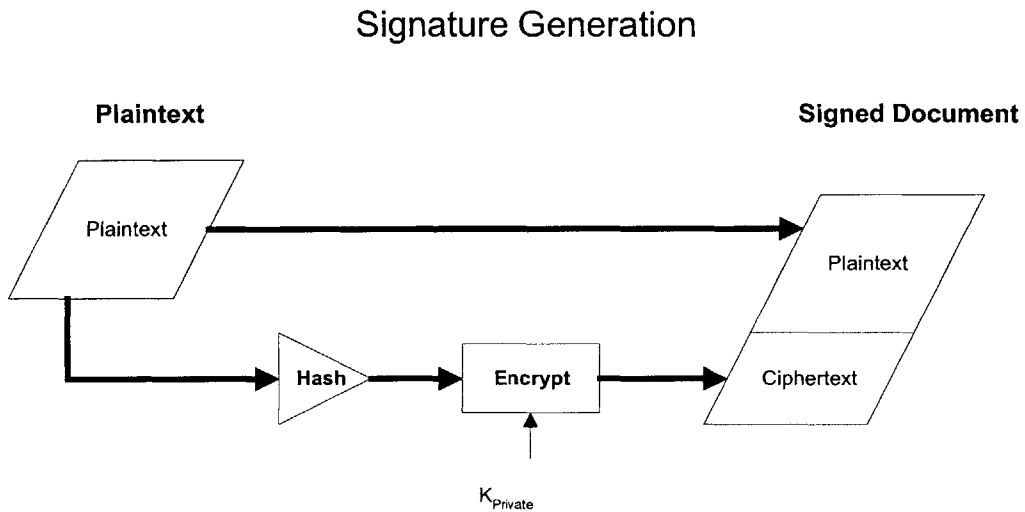 Signature Generation
Plaintext
Signed Document
Plaintext
Plaintext
Hash
Encrypt
Ciphertext
KPrivate